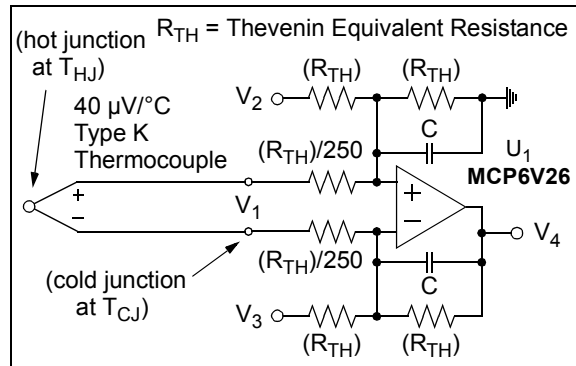 R_TH = Thevenin Equivalent Resistance
(hot junction
at T_HJ)
40 µV/°C
Type K
Thermocouple
(R_TH)
(R_TH)
V_2
C
(R_TH)/250
U_1
MCP6V26
+
−
V_1
+
−
V_4
(R_TH)/250
(cold junction
at T_CJ)
C
V_3
(R_TH)
(R_TH)